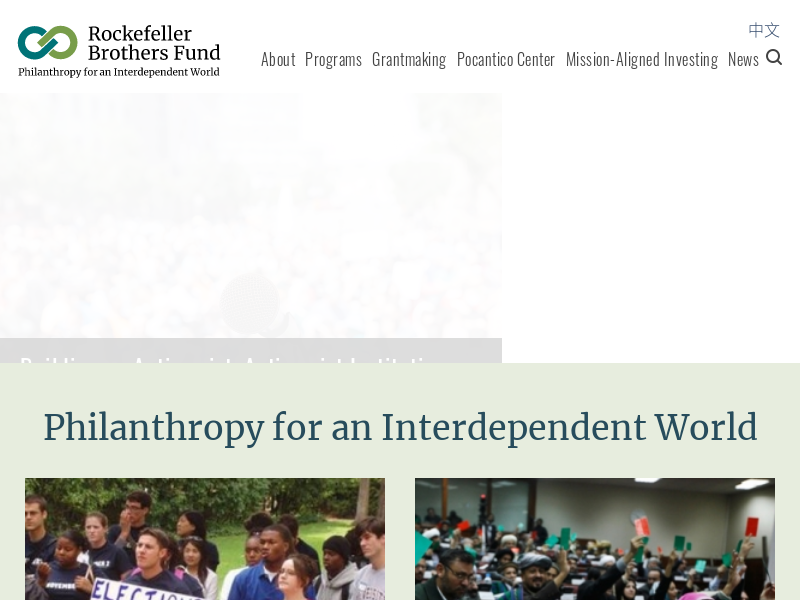 Rockefeller
Brothers Fund
Philanthropy for an Interdependent World
中文
About Programs Grantmaking Pocantico Center Mission-Aligned Investing News
Philanthropy for an Interdependent World
ELECTION